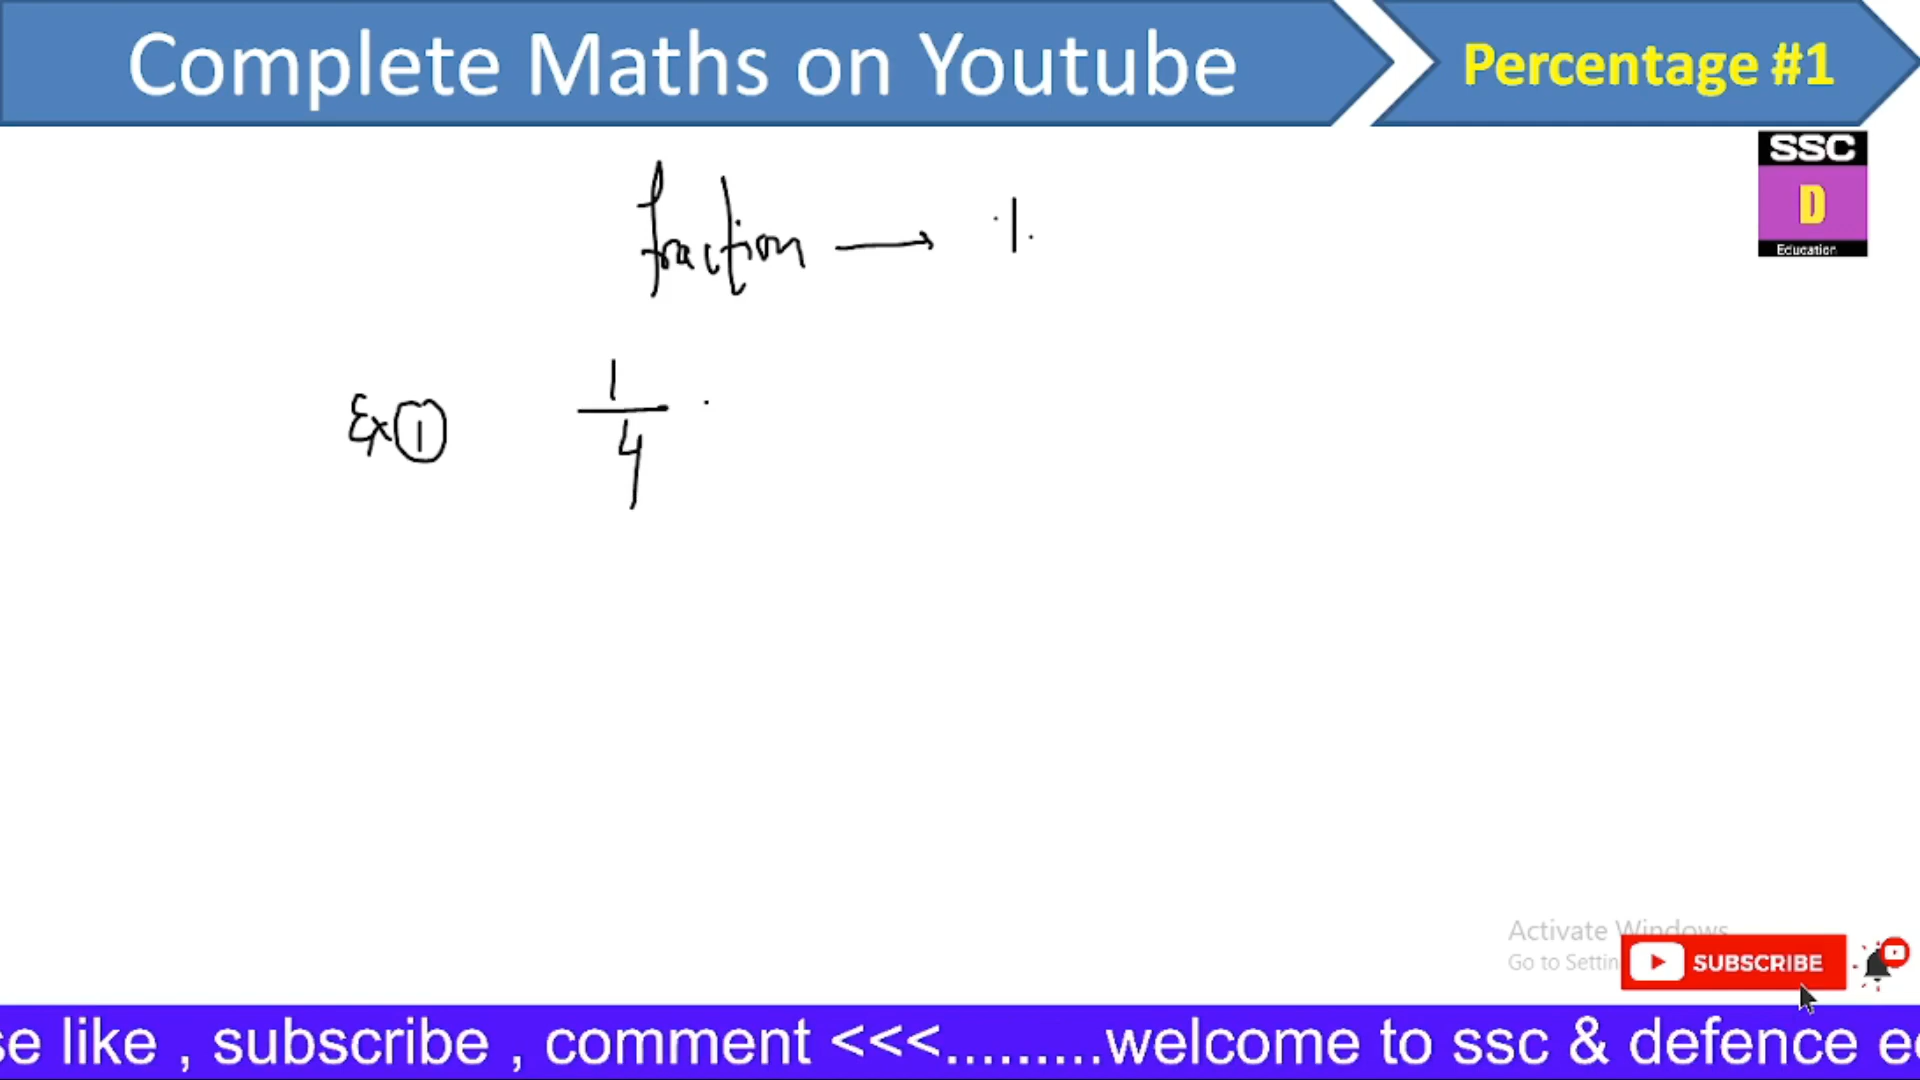 Complete Maths on Youtube
Percentage #1
SSC
D
Education
fraction → %
Ex ① 1/4
Activate Windows
Go to Settin
SUBSCRIBE
se like , subscribe , comment <<<.........welcome to ssc & defence e